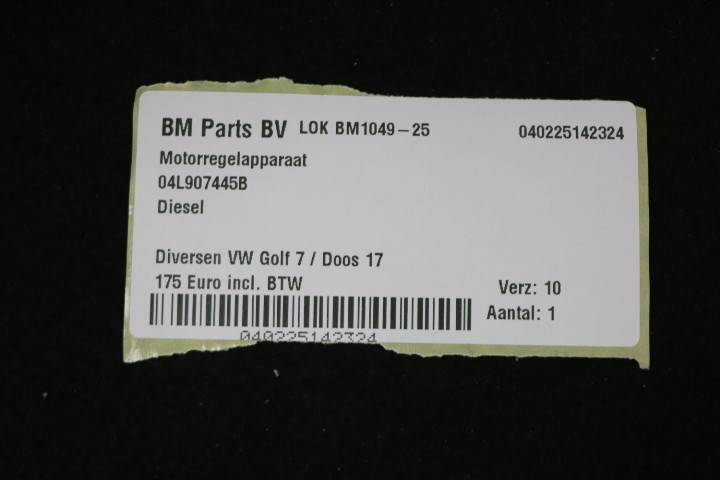 BM Parts BV LOK BM1049-25 040225142324
Motorregelapparaat
04L907445B
Diesel
Diversen VW Golf 7 / Doos 17
175 Euro incl. BTW Verz: 10
Aantal: 1
040225142324